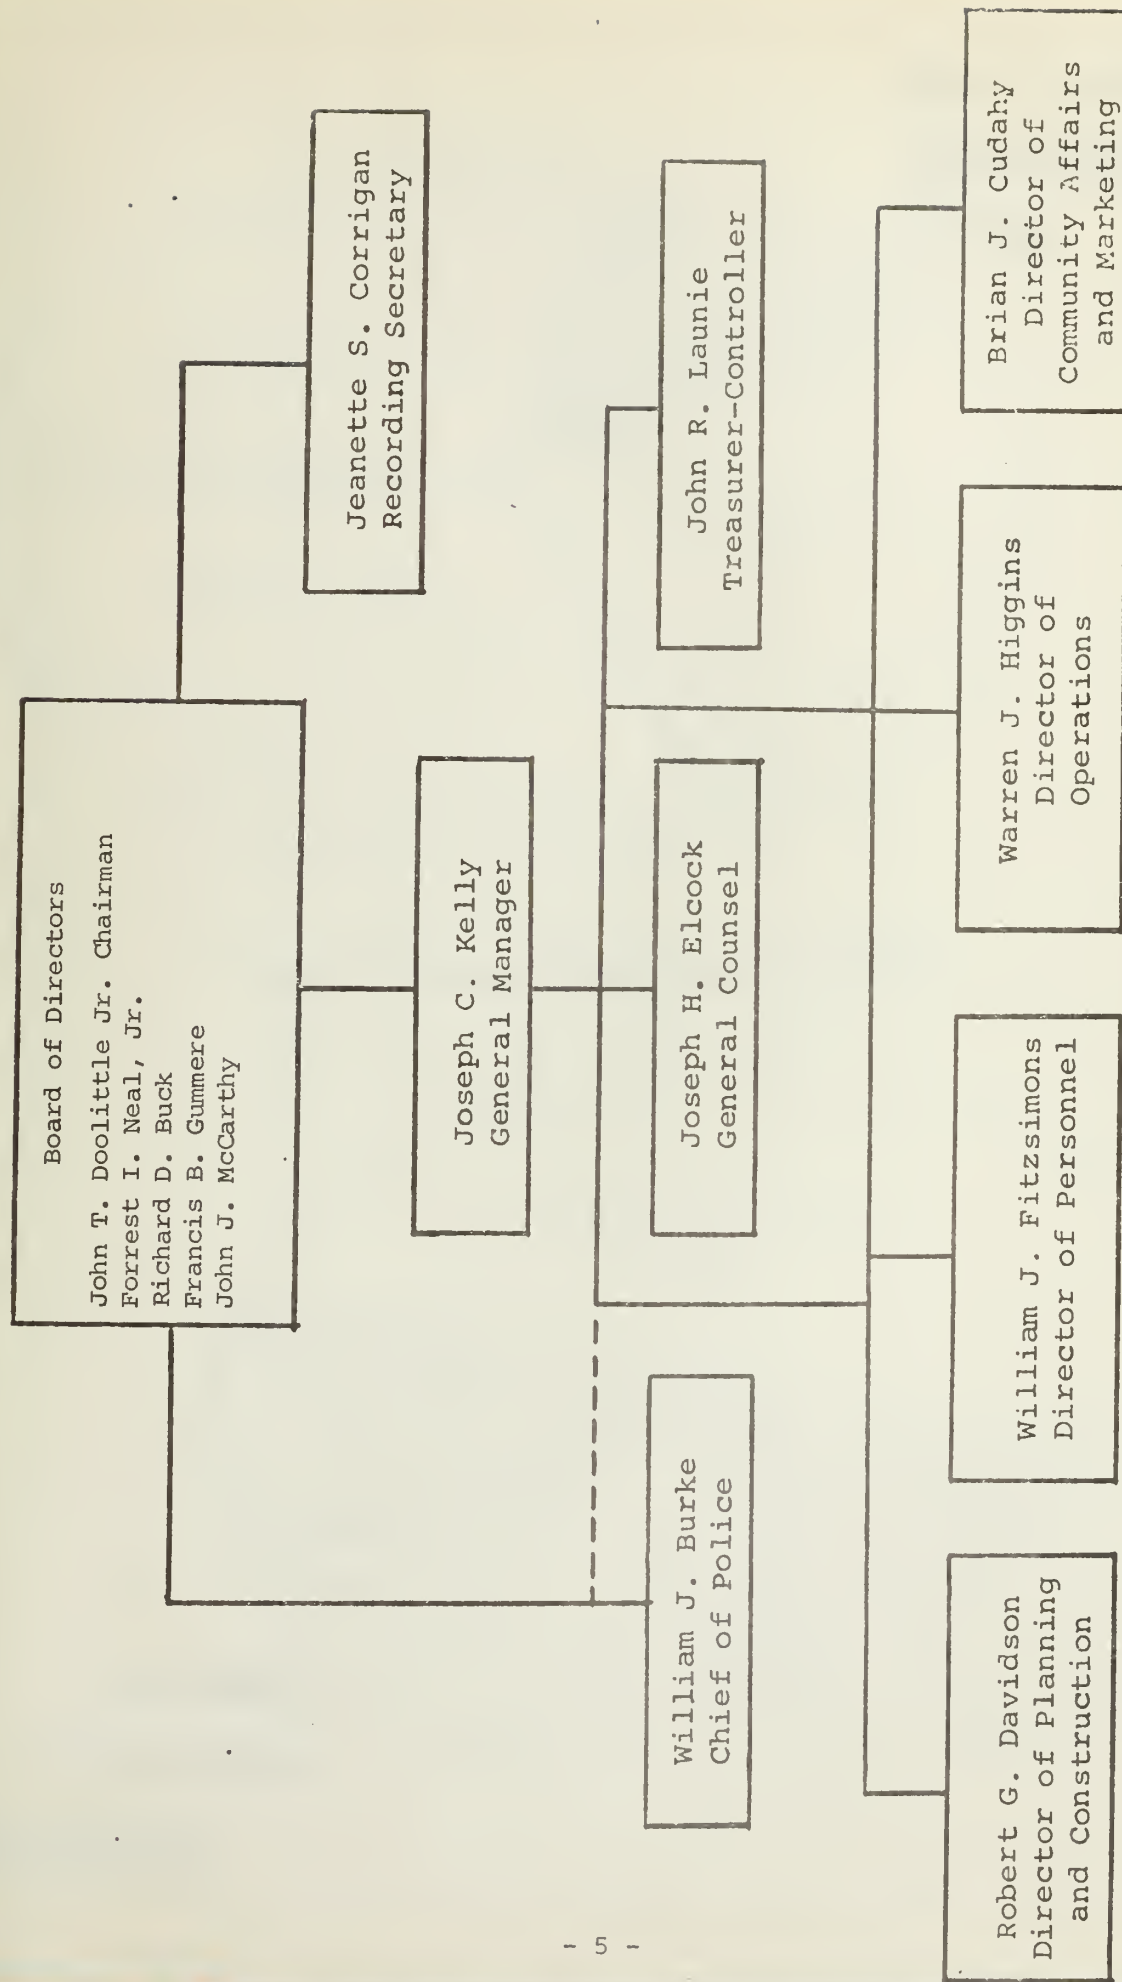 Board of Directors
John T. Doolittle Jr. Chairman
Forrest I. Neal, Jr.
Richard D. Buck
Francis B. Gummere
John J. McCarthy
Jeanette S. Corrigan
Recording Secretary
Joseph C. Kelly
General Manager
William J. Burke
Chief of Police
Joseph H. Elcock
General Counsel
John R. Launie
Treasurer-Controller
Robert G. Davidson
Director of Planning
and Construction
William J. Fitzsimons
Director of Personnel
Warren J. Higgins
Director of
Operations
Brian J. Cudahy
Director of
Community Affairs
and Marketing
- 5 -